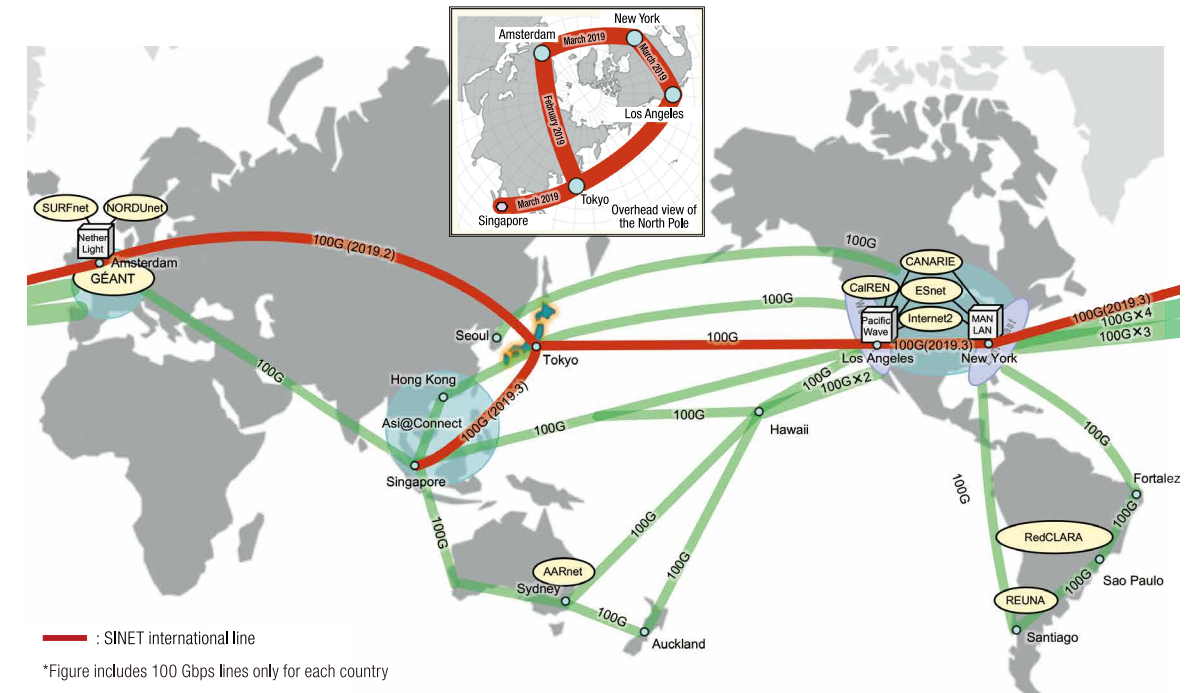 New York
Amsterdam
March 2019
March 2019
February 2019
Los Angeles
March 2019
Tokyo
Singapore
Overhead view of
the North Pole
SURFnet
NORDUnet
Nether
Light
Amsterdam
GÉANT
100G (2019.2)
100G
CANARIE
CalREN
ESnet
100G
Internet2
Pacific
Wave
MAN
LAN
100G(2019.3)
100G×4
100G×3
Seoul
Tokyo
100G
100G(2019.3)
Los Angeles
New York
100G
Hong Kong
100G (2019.3)
100G
100G×2
Asi@Connect
100G
100G
Hawaii
100G
Singapore
100G
Fortalez
100G
100G
100G
RedCLARA
AARnet
Sydney
100G
100G
Sao Paulo
REUNA
100G
Auckland
Santiago
: SINET international line
*Figure includes 100 Gbps lines only for each country